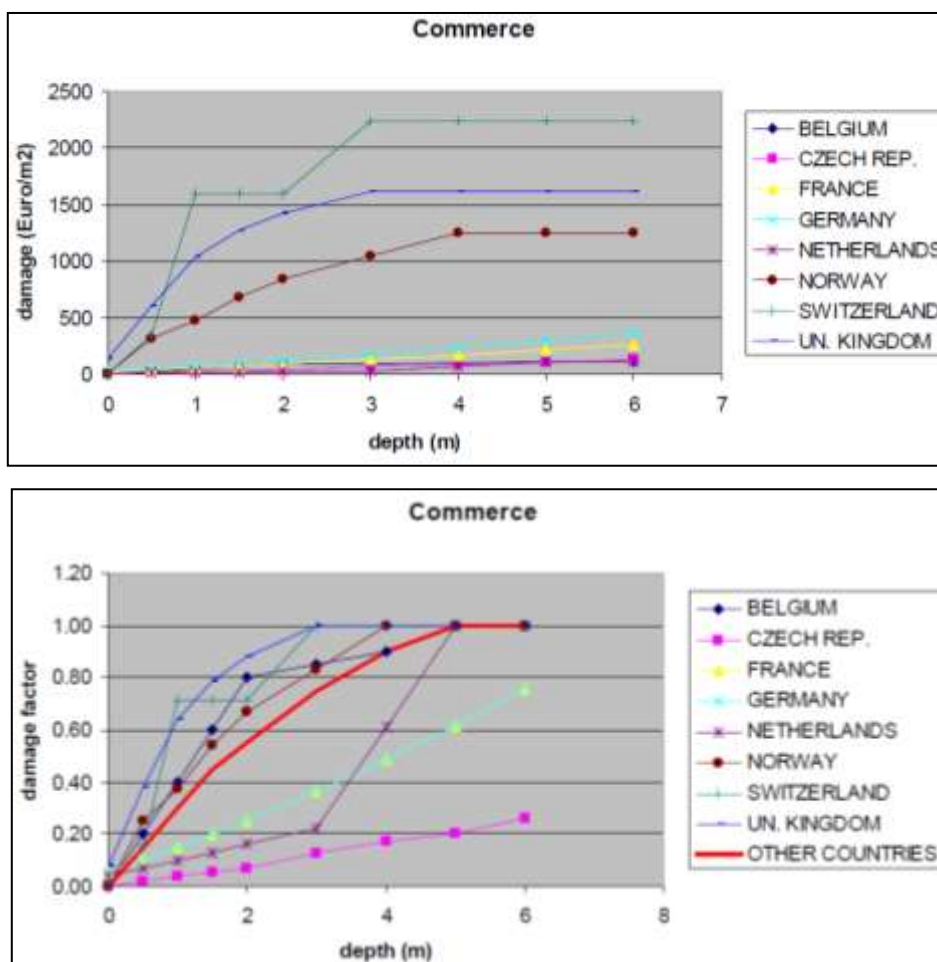 Commerce
2500
2000
1500
1000
500
0
damage (Euro/m2)
0 1 2 3 4 5 6 7
depth (m)
BELGIUM
CZECH REP.
FRANCE
GERMANY
NETHERLANDS
NORWAY
SWITZERLAND
UN. KINGDOM
Commerce
1.20
1.00
0.80
0.60
0.40
0.20
0.00
damage factor
0 2 4 6 8
depth (m)
BELGIUM
CZECH REP.
FRANCE
GERMANY
NETHERLANDS
NORWAY
SWITZERLAND
UN. KINGDOM
OTHER COUNTRIES